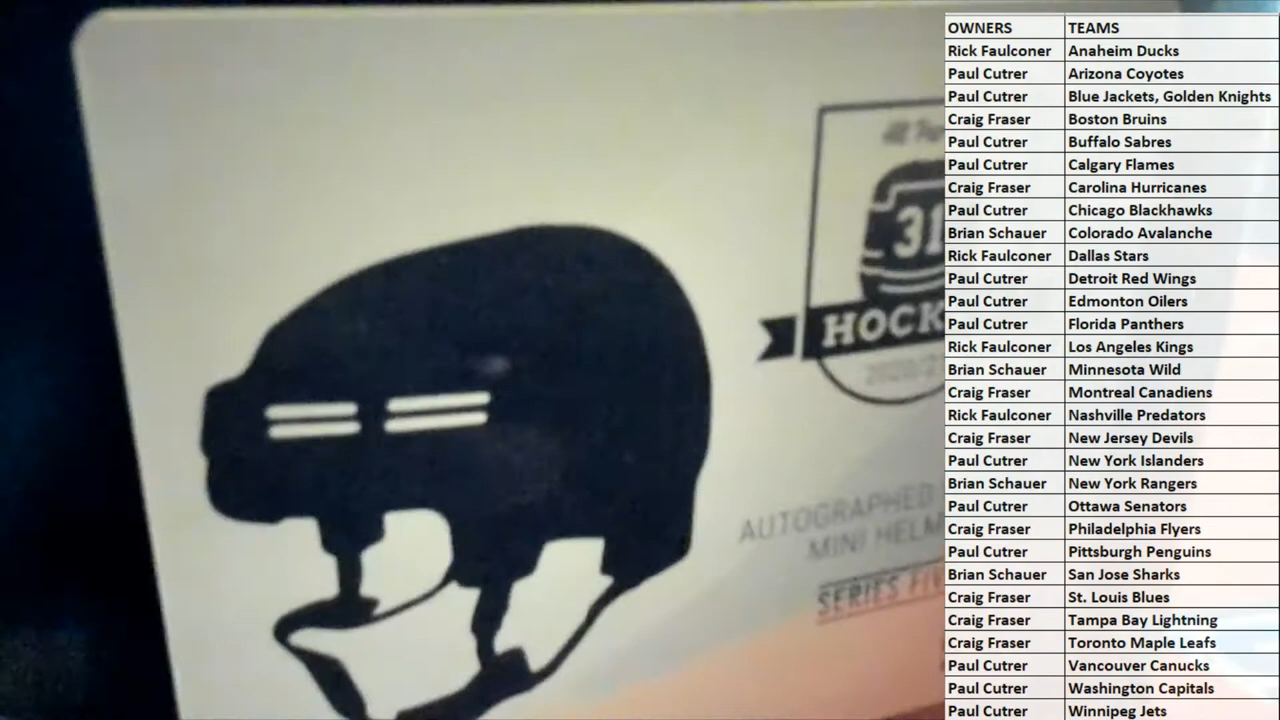 31
HOCK
AUTOGRAPHED
MINI HELM
SERIES FIV
OWNERS TEAMS
Rick Faulconer Anaheim Ducks
Paul Cutrer Arizona Coyotes
Paul Cutrer Blue Jackets, Golden Knights
Craig Fraser Boston Bruins
Paul Cutrer Buffalo Sabres
Paul Cutrer Calgary Flames
Craig Fraser Carolina Hurricanes
Paul Cutrer Chicago Blackhawks
Brian Schauer Colorado Avalanche
Rick Faulconer Dallas Stars
Paul Cutrer Detroit Red Wings
Paul Cutrer Edmonton Oilers
Paul Cutrer Florida Panthers
Rick Faulconer Los Angeles Kings
Brian Schauer Minnesota Wild
Craig Fraser Montreal Canadiens
Rick Faulconer Nashville Predators
Craig Fraser New Jersey Devils
Paul Cutrer New York Islanders
Brian Schauer New York Rangers
Paul Cutrer Ottawa Senators
Craig Fraser Philadelphia Flyers
Paul Cutrer Pittsburgh Penguins
Brian Schauer San Jose Sharks
Craig Fraser St. Louis Blues
Craig Fraser Tampa Bay Lightning
Craig Fraser Toronto Maple Leafs
Paul Cutrer Vancouver Canucks
Paul Cutrer Washington Capitals
Paul Cutrer Winnipeg Jets